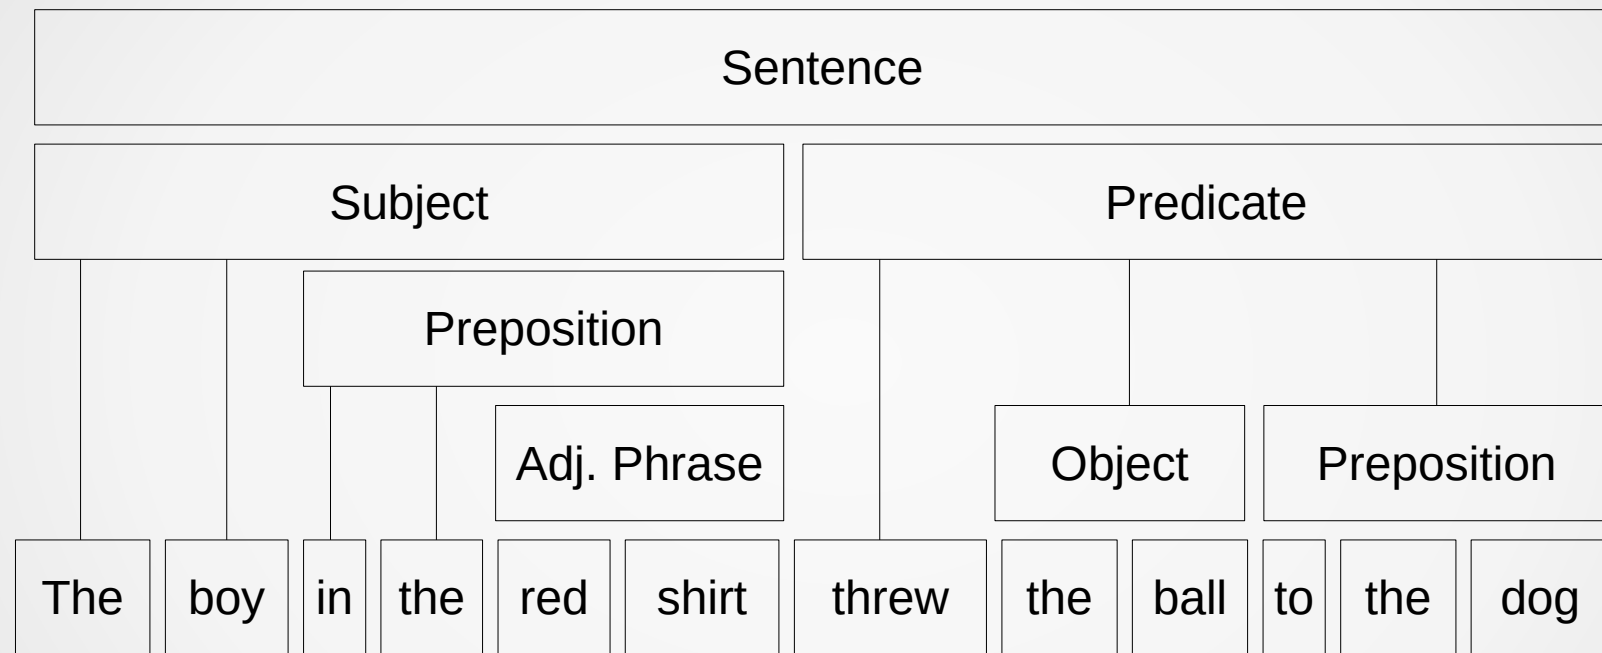 Sentence
Subject Predicate
Preposition
Adj. Phrase Object Preposition
The boy in the red shirt threw the ball to the dog